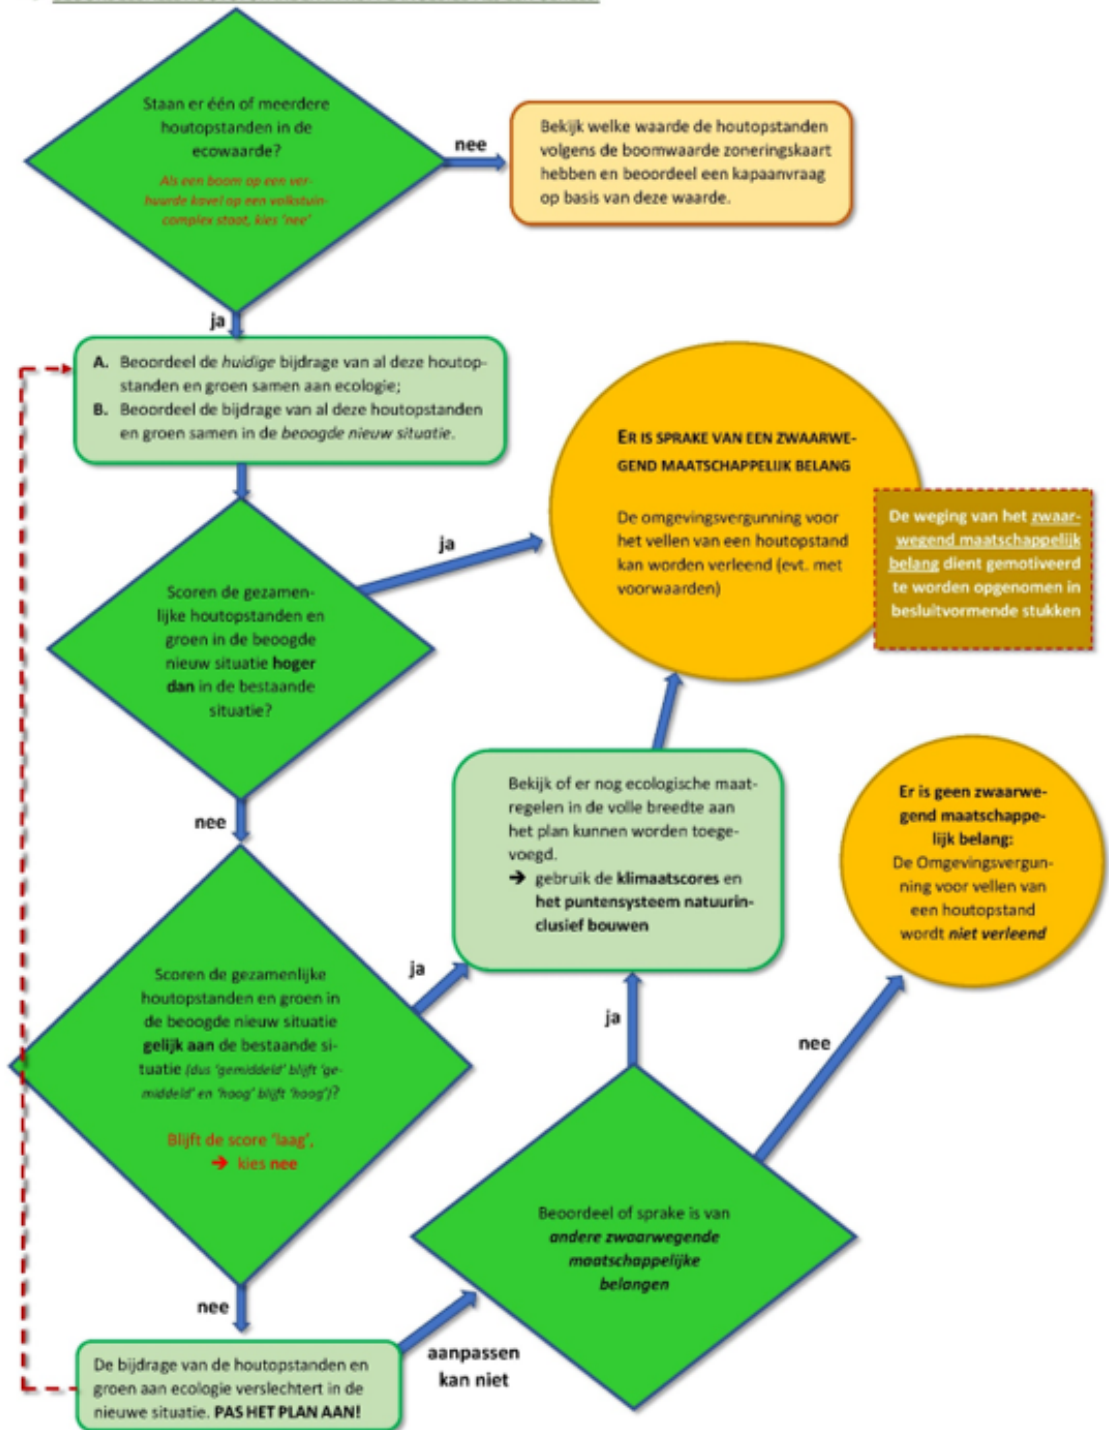 Staan er één of meerdere
houtopstanden in de
ecowaarde?
Als een boom op een ver-
huurde kavel op een volkstuin-
complex staat, kies 'nee'
nee
Bekijk welke waarde de houtopstanden
volgens de boomwaarde zoneringskaart
hebben en beoordeel een kapaanvraag
op basis van deze waarde.
ja
A. Beoordeel de huidige bijdrage van al deze houtop-
standen en groen samen aan ecologie;
B. Beoordeel de bijdrage van al deze houtopstanden
en groen samen in de beoogde nieuw situatie.
ER IS SPRAKE VAN EEN ZWAARWE-
GEND MAATSCHAPPELIJK BELANG
De omgevingsvergunning voor
het vellen van een houtopstand
kan worden verleend (evt. met
voorwaarden)
De weging van het zwaar-
wegend maatschappelijk
belang dient gemotiveerd
te worden opgenomen in
besluitvormende stukken
ja
Scoren de gezamen-
lijke houtopstanden en
groen in de beoogde
nieuw situatie hoger
dan in de bestaande
situatie?
nee
Bekijk of er nog ecologische maat-
regelen in de volle breedte aan
het plan kunnen worden toege-
voegd.
➔ gebruik de klimaatscores en
het puntensysteem natuurin-
clusief bouwen
Er is geen zwaarwe-
gend maatschappe-
lijk belang:
De Omgevingsvergun-
ning voor vellen van
een houtopstand
wordt niet verleend
Scoren de gezamenlijke
houtopstanden en groen in
de beoogde nieuw situatie
gelijk aan de bestaande si-
tuatie (dus 'gemiddeld' blijft 'ge-
middeld' en 'hoog' blijft 'hoog')?
Blijft de score 'laag',
➔ kies nee
ja
ja
nee
Beoordeel of sprake is van
andere zwaarwegende
maatschappelijke
belangen
nee
De bijdrage van de houtopstanden en
groen aan ecologie verslechtert in de
nieuwe situatie. PAS HET PLAN AAN!
aanpassen
kan niet